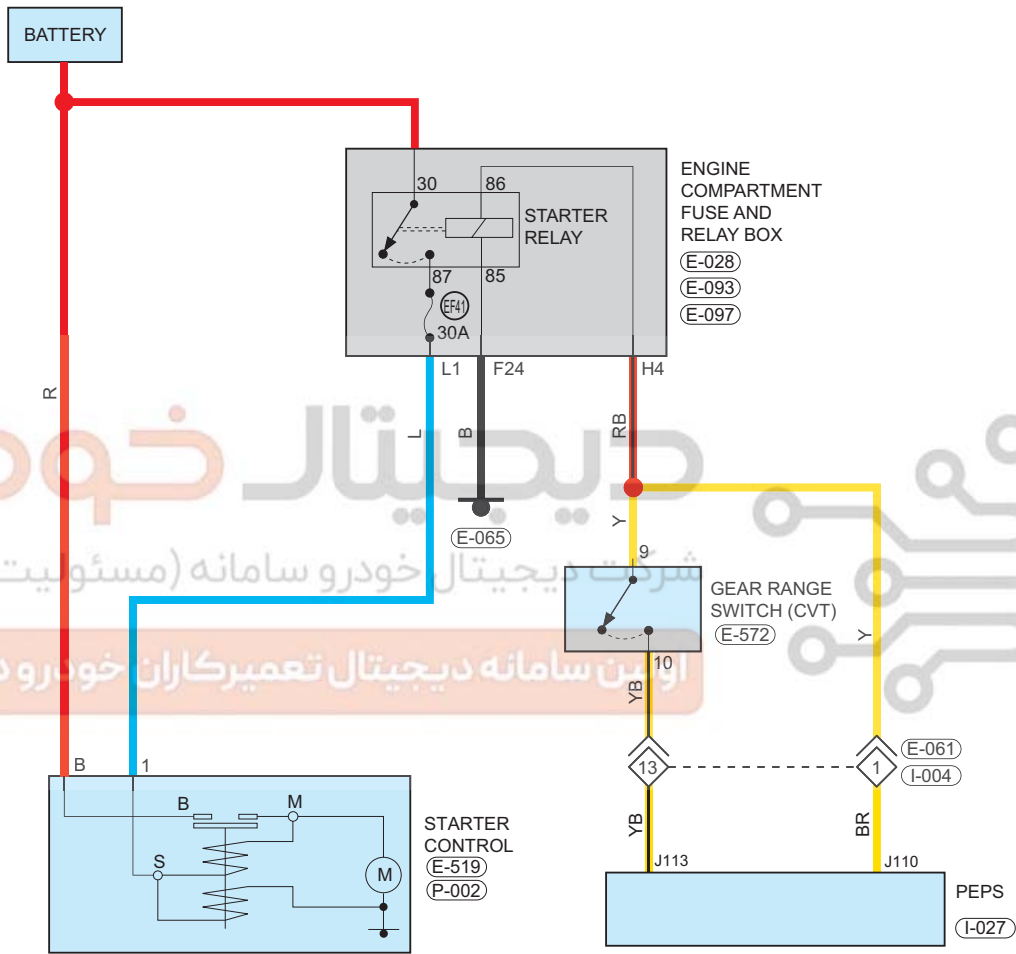 BATTERY
30
86
STARTER
RELAY
87
85
EF41
30A
ENGINE
COMPARTMENT
FUSE AND
RELAY BOX
E-028
E-093
E-097
L1
F24
H4
R
L
B
RB
دیجیتال خود
E-065
Y
شرکت دیجیتال خودرو سامانه (مسئولیت
9
GEAR RANGE
SWITCH (CVT)
E-572
Y
اولین سامانه دیجیتال تعمیرکاران خودرو د
10
YB
13
1
E-061
I-004
B
1
B
M
S
M
STARTER
CONTROL
E-519
P-002
YB
BR
J113
J110
PEPS
I-027